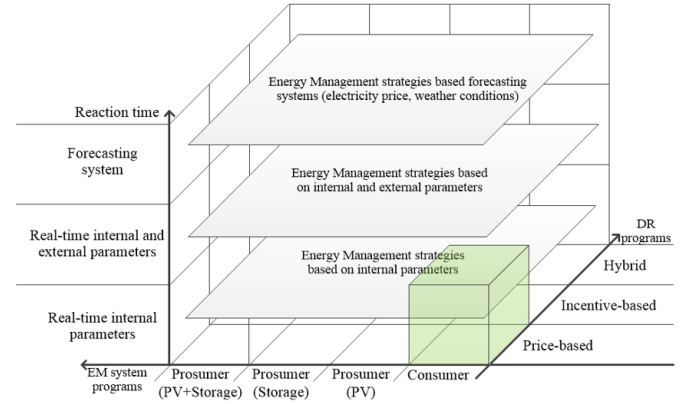 Energy Management strategies based forecasting
systems (electricity price, weather conditions)
Reaction time
Forecasting
system
Energy Management strategies based
on internal and external parameters
Real-time internal and
external parameters
DR
programs
Energy Management strategies
based on internal parameters
Hybrid
Incentive-based
Real-time internal
parameters
Price-based
EM system
programs
Prosumer
(PV+Storage)
Prosumer
(Storage)
Prosumer
(PV)
Consumer